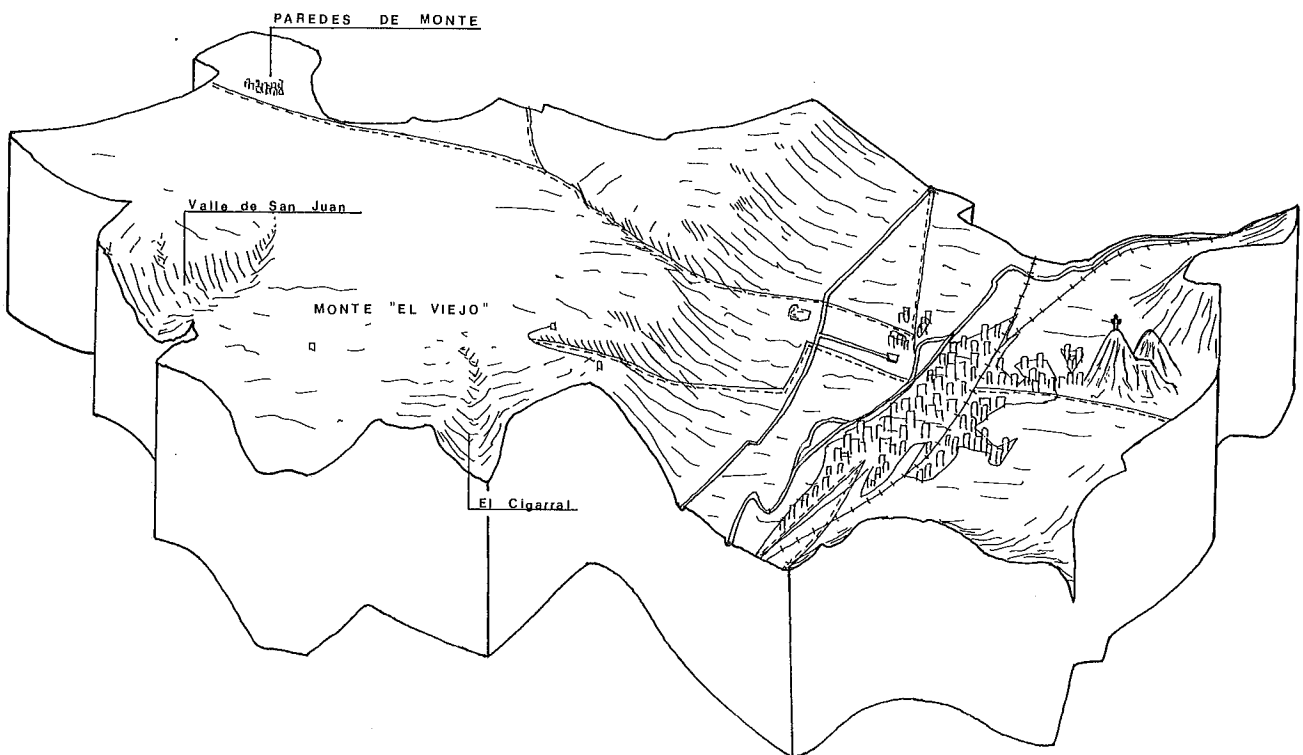 PAREDES DE MONTE
Valle de San Juan
MONTE "EL VIEJO"
El Cigarral